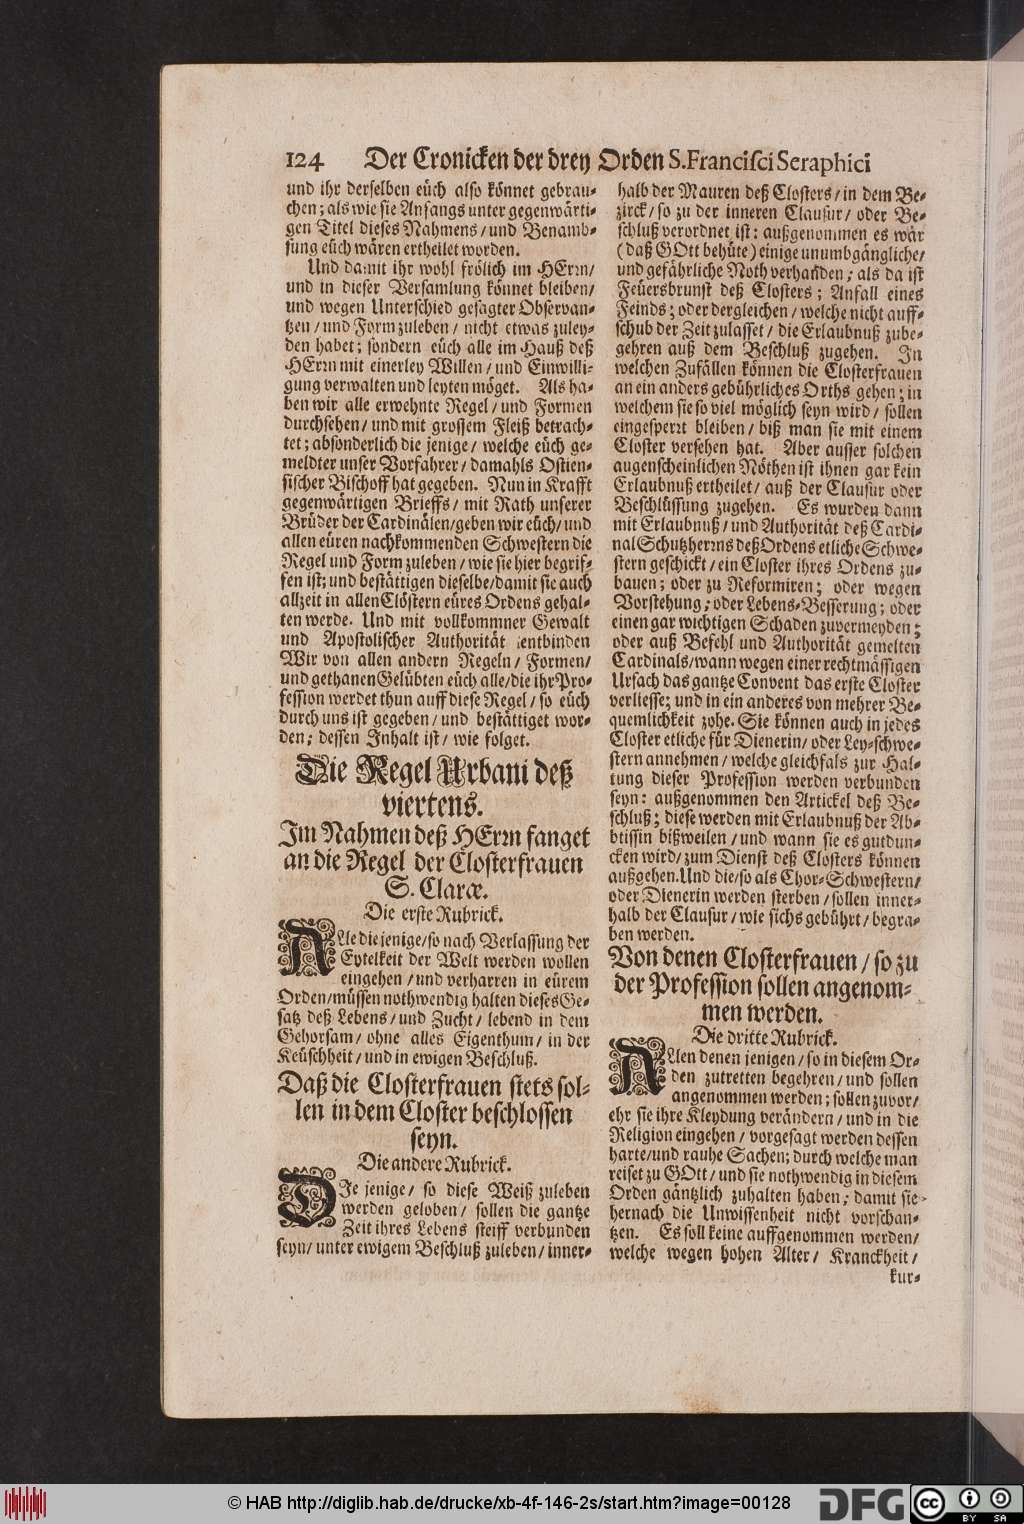 124 Der Cronicken der drey Orden S. Francisci Seraphici
und ihr derselben eüch also könnet gebrau-
chen; als wie sie Anfangs unter gegenwärti-
gen Titel dieses Nahmens / und Benamb-
sung eüch wären ertheilet worden.
Und damit ihr wohl frölich im HErrn /
und in dieser Versamlung könnet bleiben /
und wegen Unterschied gesagter Observan-
tzen / und Form zuleben / nicht etwas zuley-
den habet; sondern eüch alle im Hauß deß
HErrn mit einerley Willen / und Einwilli-
gung verwalten und leyten möget. Als ha-
ben wir alle erwehnte Regel / und Formen
durchsehen / und mit grossem Fleiß betrach-
tet; absonderlich die jenige / welche eüch ge-
meldter unser Vorfahrer / damahls Ostien-
sischer Bischoff hat gegeben. Nun in Krafft
gegenwärtigen Brieffs / mit Rath unserer
Brüder der Cardinälen / geben wir eüch / und
allen eüren nachkommenden Schwestern die
Regel und Form zuleben / wie sie hier begrif-
fen ist; und bestättigen dieselbe / damit sie auch
allzeit in allen Clöstern eüres Ordens gehal-
ten werde. Und mit vollkommner Gewalt
und Apostolischer Authorität entbinden
Wir von allen andern Regeln / Formen /
und gethanen Gelübten eüch alle / die ihr Pro-
fession werdet thun auff diese Regel / so eüch
durch uns ist gegeben / und bestättiget wor-
den; dessen Inhalt ist / wie folget.
Die Regel Urbani deß
viertens.
Im Nahmen deß HErrn fanget
an die Regel der Closterfrauen
S. Claræ.
Die erste Rubrick.
ALle die jenige / so nach Verlassung der
Eytelkeit der Welt werden wollen
eingehen / und verharren in eürem
Orden / müssen nothwendig halten dieses Ge-
satz deß Lebens / und Zucht / lebend in dem
Gehorsam / ohne alles Eigenthum / in der
Keüschheit / und in ewigen Beschluß.
Daß die Closterfrauen stets sol-
len in dem Closter beschlossen
seyn.
Die andere Rubrick.
DIe jenige / so diese Weiß zuleben
werden geloben / sollen die gantze
Zeit ihres Lebens steiff verbunden
seyn / unter ewigem Beschluß zuleben / inner-
halb der Mauren deß Closters / in dem Be-
zirck / so zu der inneren Clausur / oder Be-
schluß verordnet ist: außgenommen es wär
(daß GOtt behüte) einige unumbgängliche /
und gefährliche Noth verhanden; als da ist
Feüersbrunst deß Closters; Anfall eines
Feinds; oder dergleichen / welche nicht auff-
schub der Zeit zulasset / die Erlaubnuß zube-
gehren auß dem Beschluß zugehen. In
welchen Zufällen können die Closterfrauen
an ein anders gebührliches Orths gehen; in
welchem sie so viel möglich seyn wird / sollen
eingesperrt bleiben / biß man sie mit einem
Closter versehen hat. Aber ausser solchen
augenscheinlichen Nöthen ist ihnen gar kein
Erlaubnuß ertheilet / auß der Clausur oder
Beschlüssung zugehen. Es wurden dann
mit Erlaubnuß / und Authorität deß Cardi-
nal Schutzherrns deß Ordens etliche Schwe-
stern geschickt / ein Closter ihres Ordens zu-
bauen; oder zu Reformiren; oder wegen
Vorstehung; oder Lebens-Besserung; oder
einen gar wichtigen Schaden zuvermeyden;
oder auß Befehl und Authorität gemelten
Cardinals / wann wegen einer rechtmässigen
Ursach das gantze Convent das erste Closter
verliesse; und in ein anderes von mehrer Be-
quemlichkeit zohe. Sie können auch in jedes
Closter etliche für Dienerin / oder Ley-schwe-
stern annehmen / welche gleichfals zur Hal-
tung dieser Profession werden verbunden
seyn: außgenommen den Artickel deß Be-
schluß; diese werden mit Erlaubnuß der Ab-
btissin bißweilen / und wann sie es gutdun-
cken wird / zum Dienst deß Closters können
außgehen. Und die / so als Chor-Schwestern /
oder Dienerin werden sterben / sollen inner-
halb der Clausur / wie sichs gebührt / begra-
ben werden.
Von denen Closterfrauen / so zu
der Profession sollen angenom-
men werden.
Die dritte Rubrick.
ALlen denen jenigen / so in diesem Or-
den zutretten begehren / und sollen
angenommen werden; sollen zuvor /
ehr sie ihre Kleydung verändern / und in die
Religion eingehen / vorgesagt werden dessen
harte / und rauhe Sachen; durch welche man
reiset zu GOtt / und sie nothwendig in diesem
Orden gäntzlich zuhalten haben; damit sie
hernach die Unwissenheit nicht vorschan-
tzen. Es soll keine auffgenommen werden /
welche wegen hohen Alter / Kranckheit /
kur-
© HAB http://diglib.hab.de/drucke/xb-4f-146-2s/start.htm?image=00128
DFG
cc BY SA